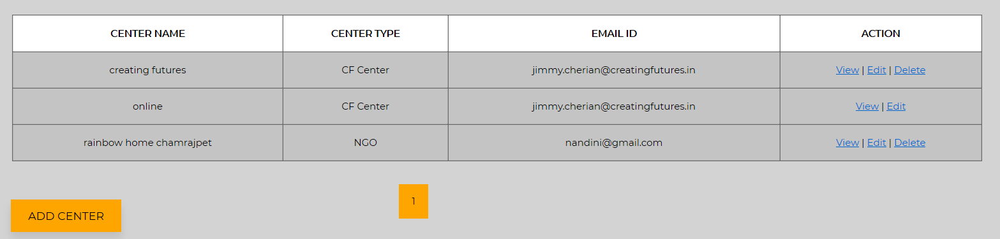 CENTER NAME CENTER TYPE EMAIL ID ACTION
creating futures CF Center jimmy.cherian@creatingfutures.in View | Edit | Delete
online CF Center jimmy.cherian@creatingfutures.in View | Edit
rainbow home chamrajpet NGO nandini@gmail.com View | Edit | Delete
1
ADD CENTER